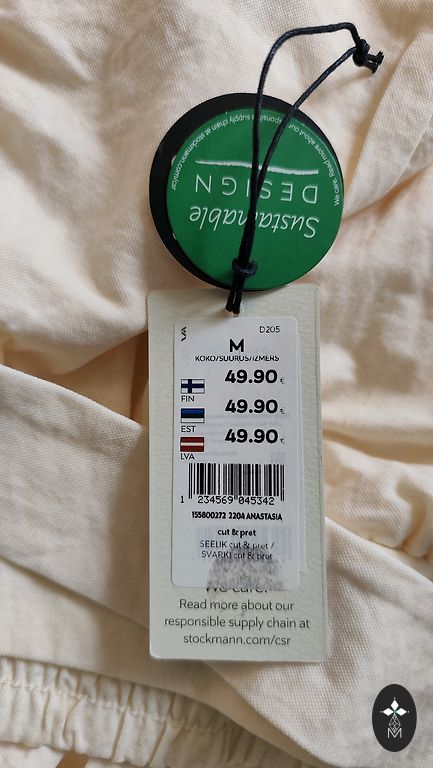 We care. Read more about our responsible supply chain at stockmann.com/csr
Sustainable
DESIGN
D205
M
KOKO/SUURUS/IZMERS
49.90 €
FIN
49.90 €
EST
49.90 €
LVA
1 234569 045342
155800272 2204 ANASTASIA
cut & pret
SEELIK cut & pret /
SVARKI cut & pret
We care.
Read more about our
responsible supply chain at
stockmann.com/csr
M